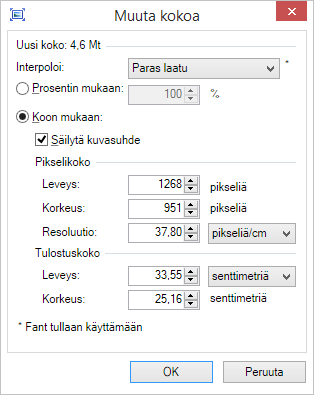 Muuta kokoa
Uusi koko: 4,6 Mt
Interpoloi: Paras laatu *
Prosentin mukaan: 100 %
Koon mukaan:
Säilytä kuvasuhde
Pikselikoko
Leveys: 1268 pikseliä
Korkeus: 951 pikseliä
Resoluutio: 37,80 pikseliä/cm
Tulostuskoko
Leveys: 33,55 senttimetriä
Korkeus: 25,16 senttimetriä
* Fant tullaan käyttämään
OK Peruuta